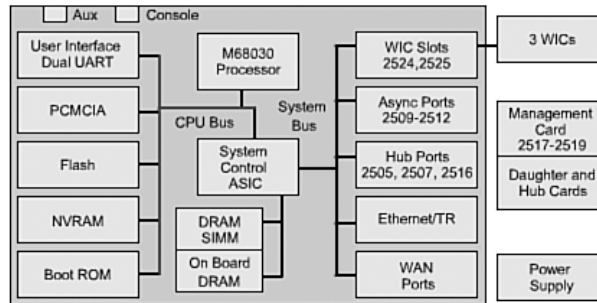 Aux
Console
User Interface
Dual UART
PCMCIA
Flash
NVRAM
Boot ROM
M68030
Processor
CPU Bus
System
Bus
System
Control
ASIC
DRAM
SIMM
On Board
DRAM
WIC Slots
2524,2525
Async Ports
2509-2512
Hub Ports
2505, 2507, 2516
Ethernet/TR
WAN
Ports
3 WICs
Management
Card
2517-2519
Daughter and
Hub Cards
Power
Supply